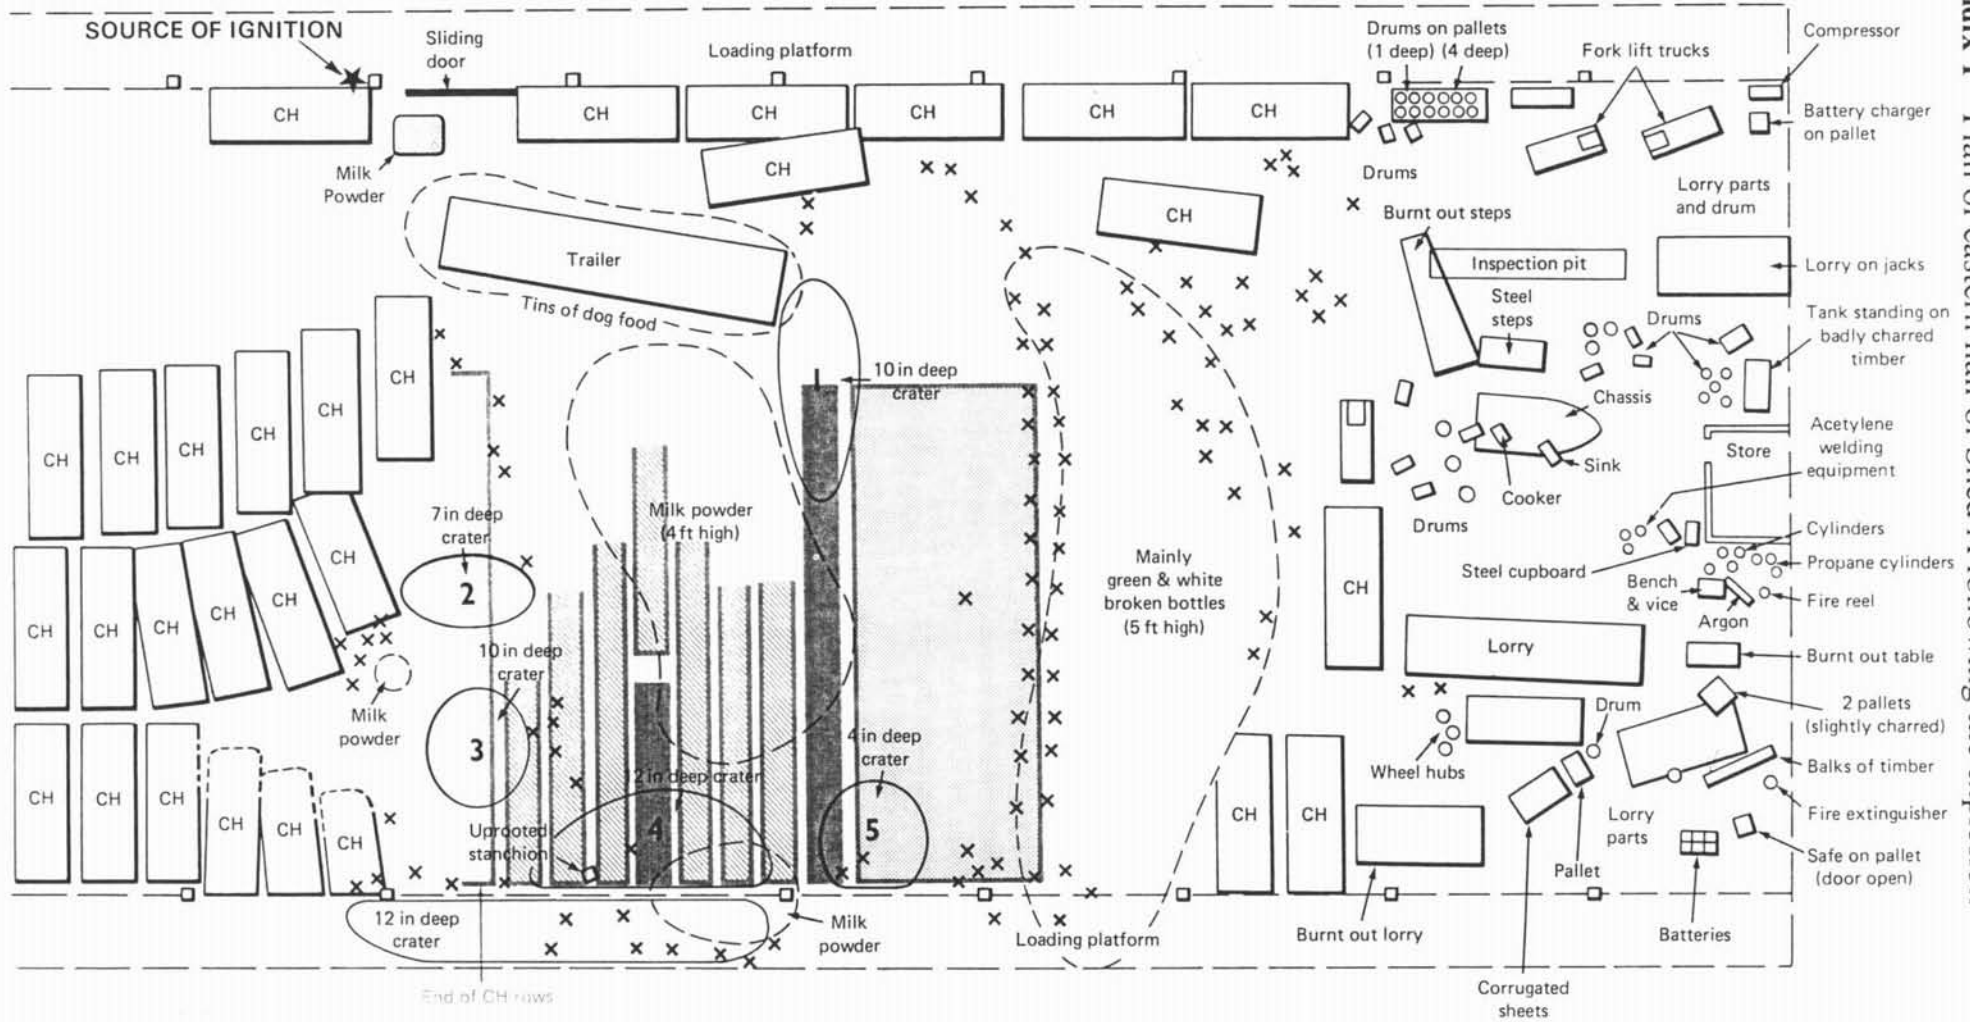 SOURCE OF IGNITION
Sliding
door
Loading platform
Drums on pallets
(1 deep) (4 deep)
Fork lift trucks
Compressor
CH
CH
CH
CH
CH
CH
Battery charger
on pallet
Milk
Powder
CH
Drums
Lorry parts
and drum
CH
Burnt out steps
Trailer
Inspection pit
Lorry on jacks
Tins of dog food
Steel
steps
Drums
Tank standing on
badly charred
timber
10 in deep
crater
CH
CH
CH
CH
CH
CH
Chassis
Acetylene
welding
equipment
Store
Sink
Cooker
7 in deep
crater
Milk powder
(4 ft high)
Drums
Cylinders
Mainly
green & white
broken bottles
(5 ft high)
Steel cupboard
Propane cylinders
Bench
& vice
Fire reel
Argon
CH
CH
CH
CH
CH
CH
2
CH
10 in deep
crater
Lorry
Burnt out table
Milk
powder
3
4 in deep
crater
Drum
2 pallets
(slightly charred)
Wheel hubs
Balks of timber
12 in deep crater
CH
CH
CH
CH
CH
CH
Uprooted
stanchion
4
5
CH
CH
Lorry
parts
Fire extinguisher
Pallet
Safe on pallet
(door open)
12 in deep
crater
Milk
powder
Loading platform
Burnt out lorry
Batteries
End of CH rows
Corrugated
sheets